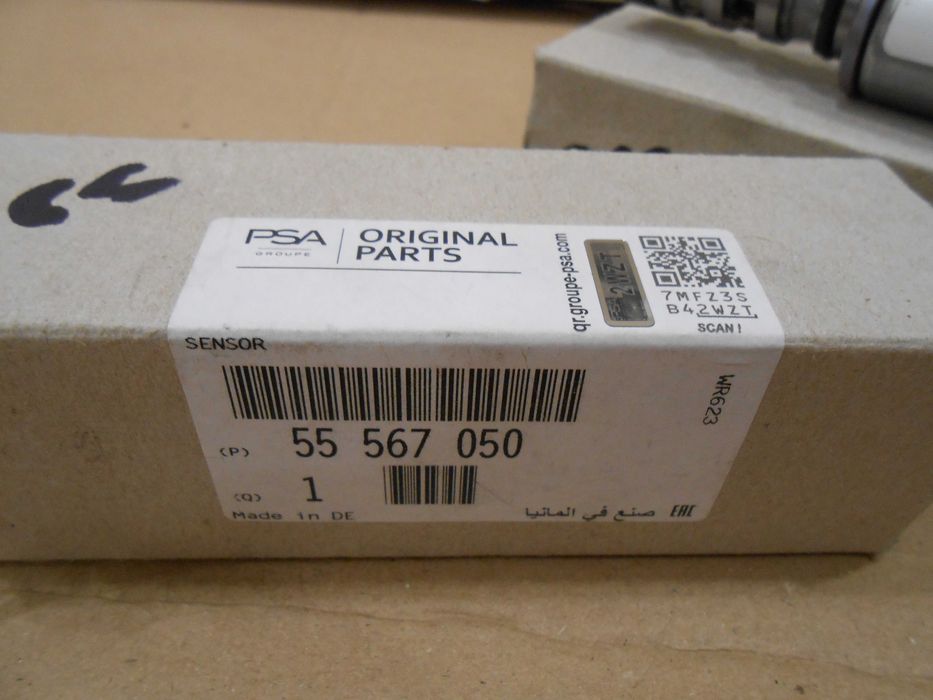 PSA
GROUPE
ORIGINAL
PARTS
qr.groupe-psa.com
2WZT
7MFZ3S
B42WZT
SCAN!
SENSOR
WR623
(P) 55 567 050
(Q) 1
Made in DE
صنع في المانيا
EAC